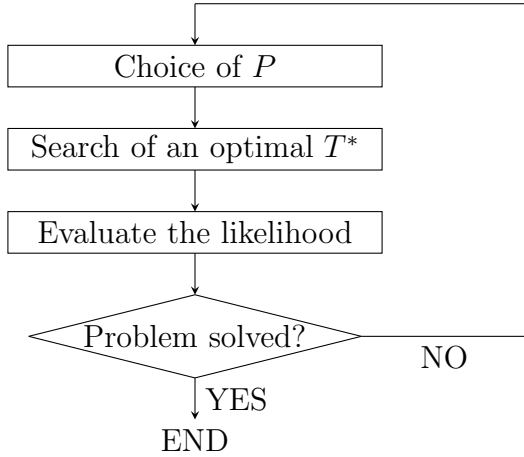 Choice of P
Search of an optimal T*
Evaluate the likelihood
Problem solved?
NO
YES
END